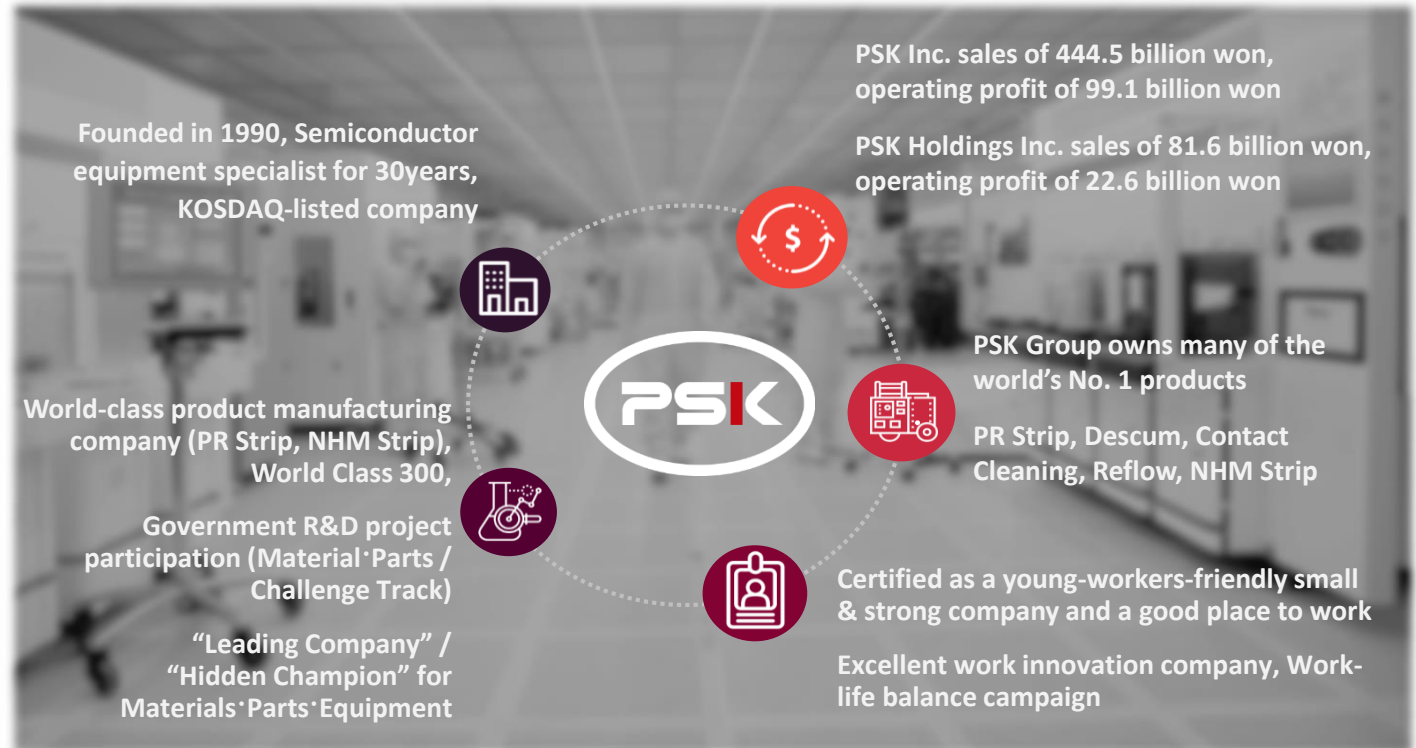 Founded in 1990, Semiconductor
equipment specialist for 30years,
KOSDAQ-listed company
PSK Inc. sales of 444.5 billion won,
operating profit of 99.1 billion won
PSK Holdings Inc. sales of 81.6 billion won,
operating profit of 22.6 billion won
$
PSK
PSK Group owns many of the
world’s No. 1 products
PR Strip, Descum, Contact
Cleaning, Reflow, NHM Strip
World-class product manufacturing
company (PR Strip, NHM Strip),
World Class 300,
Government R&D project
participation (Material·Parts /
Challenge Track)
“Leading Company” /
“Hidden Champion” for
Materials·Parts·Equipment
Certified as a young-workers-friendly small
& strong company and a good place to work
Excellent work innovation company, Work-
life balance campaign